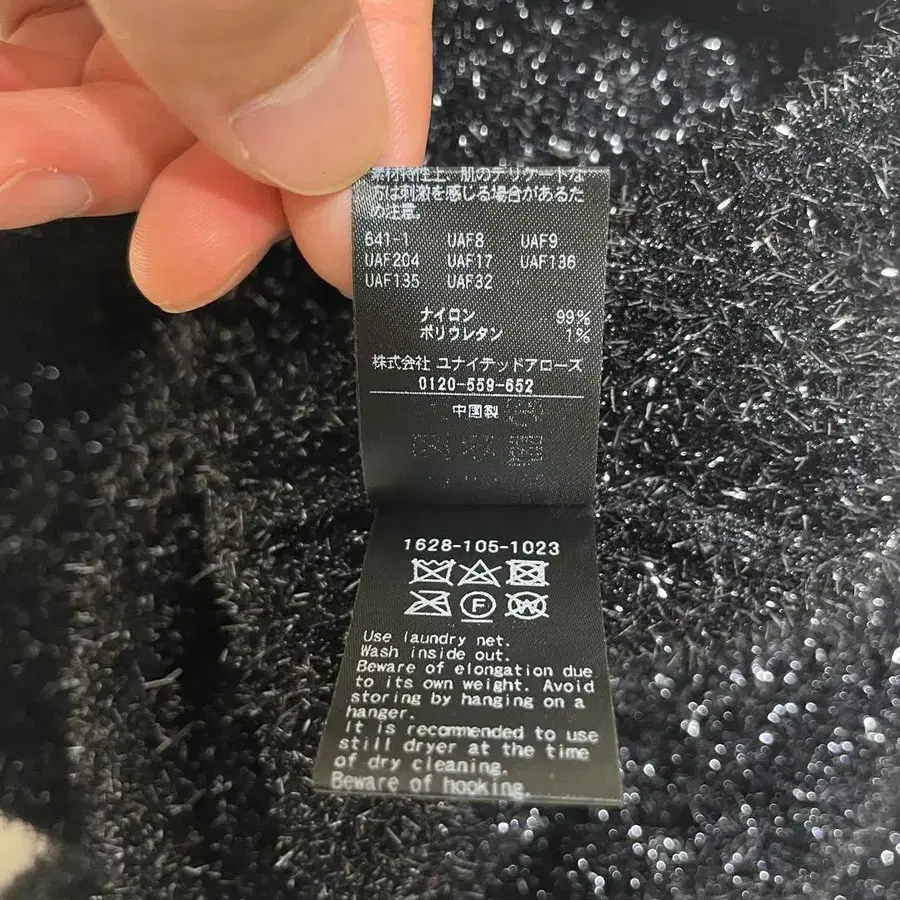 素材特性上、肌のデリケートな
方は刺激を感じる場合があるた
め注意。
641-1 UAF8 UAF9
UAF204 UAF17 UAF136
UAF135 UAF32
ナイロン 99%
ポリウレタン 1%
株式会社 ユナイテッドアローズ
0120-559-652
中国製
1628-105-1023
F
W
Use laundry net.
Wash inside out.
Beware of elongation due
to its own weight. Avoid
storing by hanging on a
hanger.
It is recommended to use
still dryer at the time
of dry cleaning.
Beware of hooking.